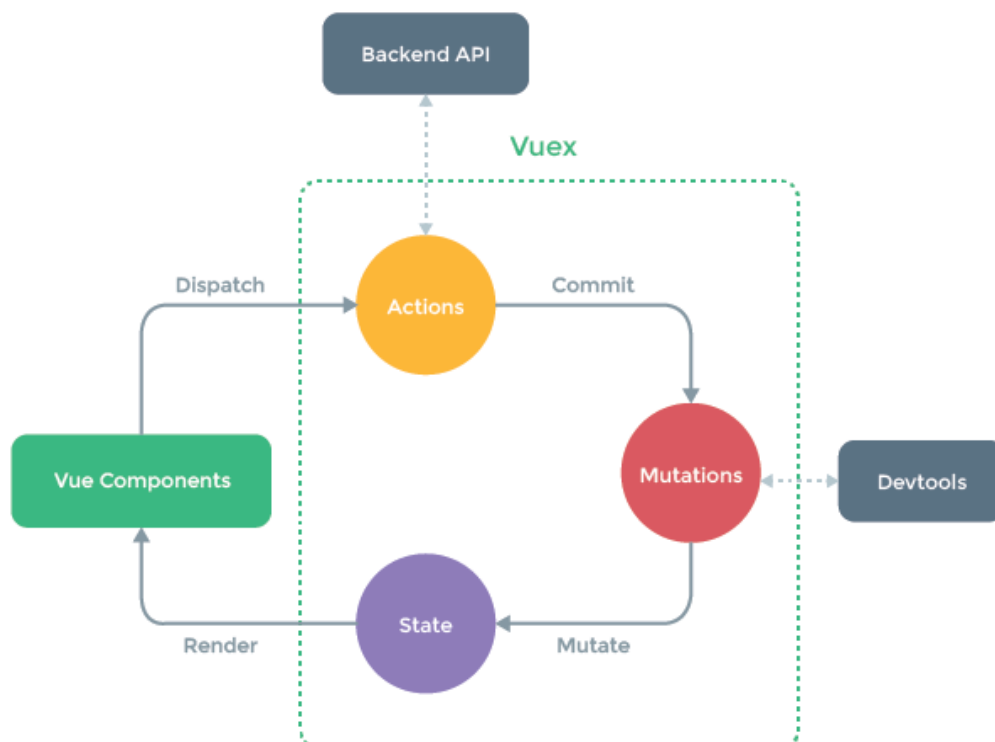 Backend API
Vuex
Dispatch
Commit
Actions
Vue Components
Mutations
Devtools
State
Render
Mutate